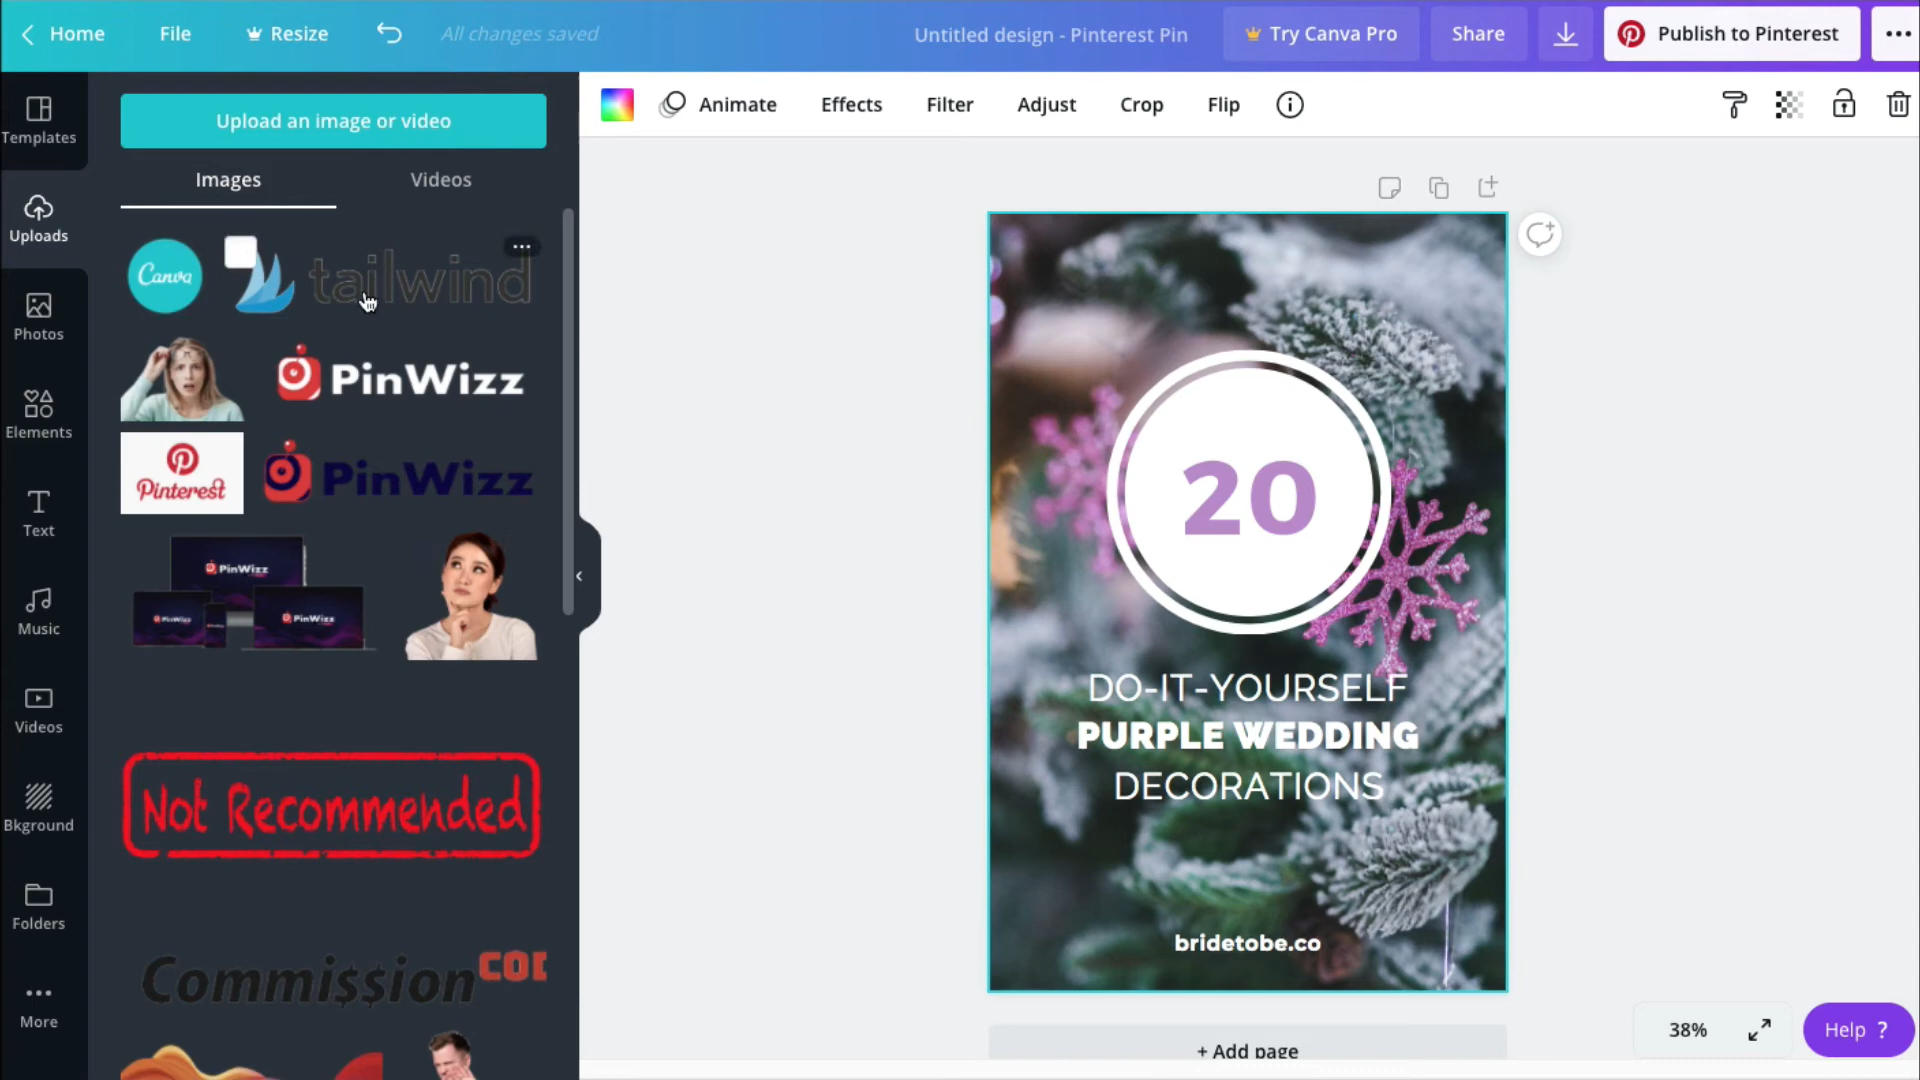 Home
File
Resize
All changes saved
Untitled design - Pinterest Pin
Try Canva Pro
Share
Publish to Pinterest
Templates
Uploads
Photos
Elements
Text
Music
Videos
Bkground
Folders
More
Upload an image or video
Images
Videos
Canva
tailwind
PinWizz
Pinterest
PinWizz
PinWizz
PinWizz
PinWizz
Not Recommended
Commission
Animate
Effects
Filter
Adjust
Crop
Flip
20
DO-IT-YOURSELF
PURPLE WEDDING
DECORATIONS
bridetobe.co
+ Add page
38%
Help ?